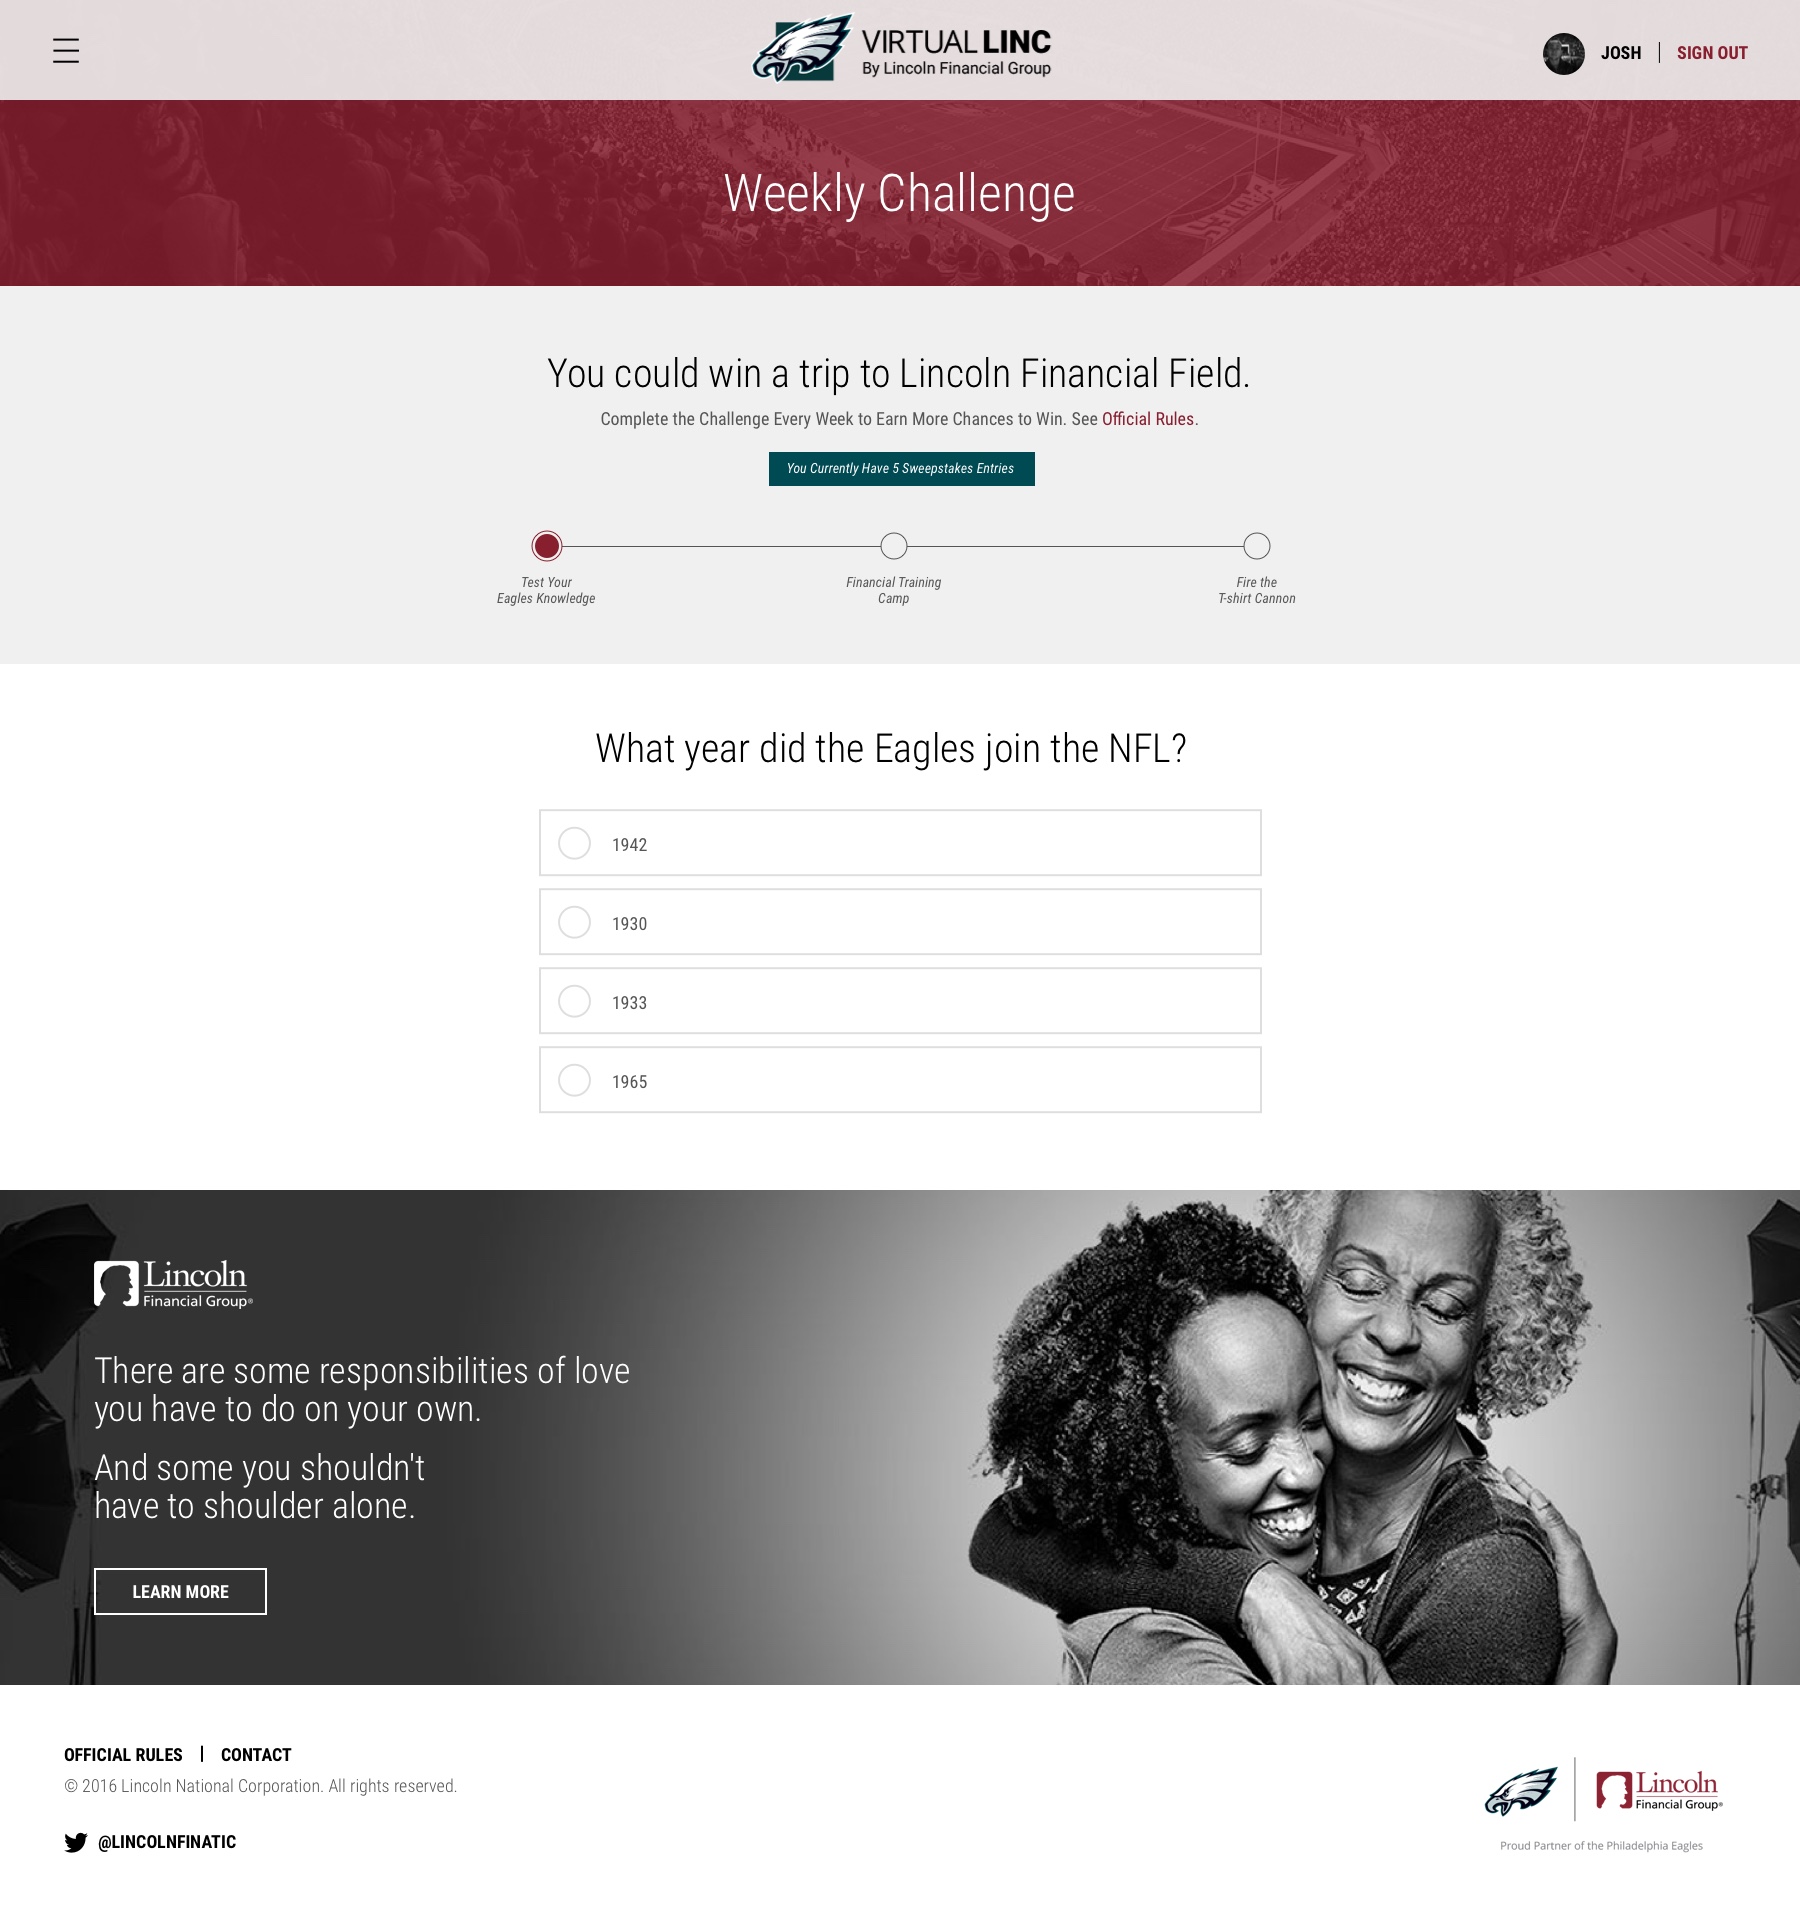 VIRTUAL LINC
By Lincoln Financial Group
JOSH
SIGN OUT
Weekly Challenge
You could win a trip to Lincoln Financial Field.
Complete the Challenge Every Week to Earn More Chances to Win. See Official Rules.
You Currently Have 5 Sweepstakes Entries
Test Your
Eagles Knowledge
Financial Training
Camp
Fire the
T-shirt Cannon
What year did the Eagles join the NFL?
1942
1930
1933
1965
Lincoln
Financial Group®
There are some responsibilities of love
you have to do on your own.
And some you shouldn't
have to shoulder alone.
LEARN MORE
OFFICIAL RULES | CONTACT
© 2016 Lincoln National Corporation. All rights reserved.
@LINCOLNFINATIC
Lincoln
Financial Group®
Proud Partner of the Philadelphia Eagles